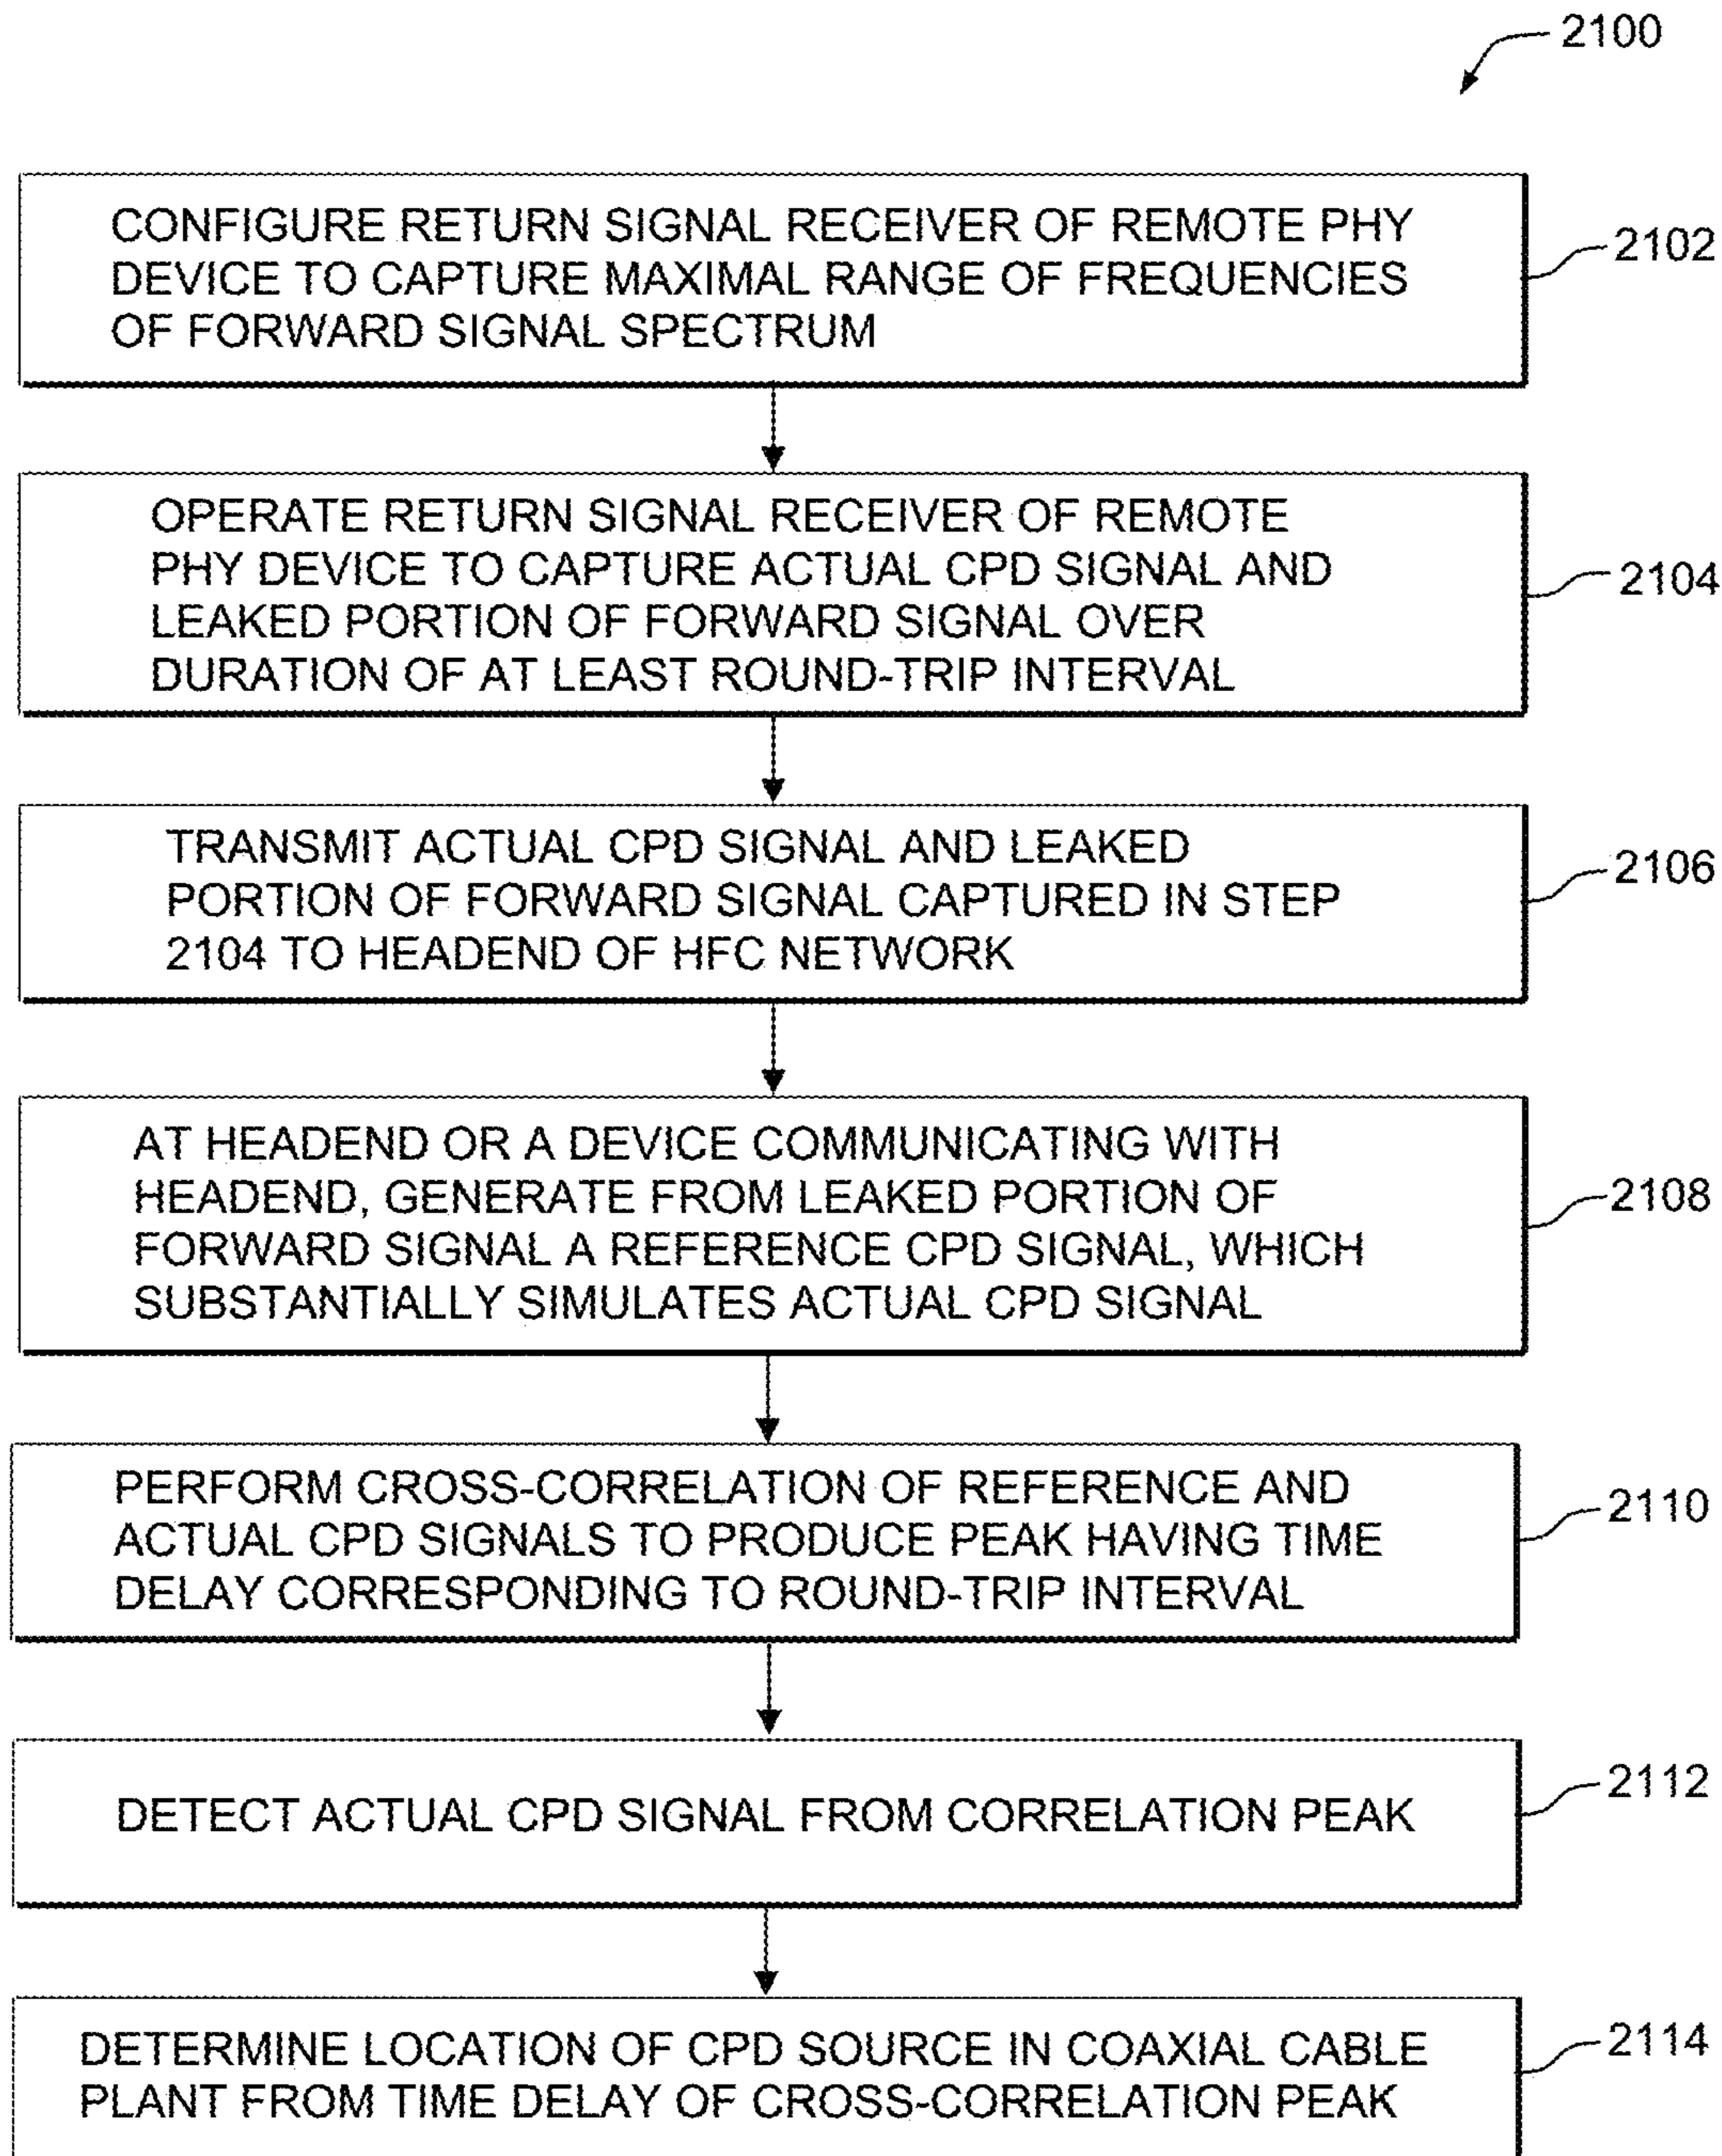 2100
CONFIGURE RETURN SIGNAL RECEIVER OF REMOTE PHY
DEVICE TO CAPTURE MAXIMAL RANGE OF FREQUENCIES
OF FORWARD SIGNAL SPECTRUM
2102
OPERATE RETURN SIGNAL RECEIVER OF REMOTE
PHY DEVICE TO CAPTURE ACTUAL CPD SIGNAL AND
LEAKED PORTION OF FORWARD SIGNAL OVER
DURATION OF AT LEAST ROUND-TRIP INTERVAL
2104
TRANSMIT ACTUAL CPD SIGNAL AND LEAKED
PORTION OF FORWARD SIGNAL CAPTURED IN STEP
2104 TO HEADEND OF HFC NETWORK
2106
AT HEADEND OR A DEVICE COMMUNICATING WITH
HEADEND, GENERATE FROM LEAKED PORTION OF
FORWARD SIGNAL A REFERENCE CPD SIGNAL, WHICH
SUBSTANTIALLY SIMULATES ACTUAL CPD SIGNAL
2108
PERFORM CROSS-CORRELATION OF REFERENCE AND
ACTUAL CPD SIGNALS TO PRODUCE PEAK HAVING TIME
DELAY CORRESPONDING TO ROUND-TRIP INTERVAL
2110
DETECT ACTUAL CPD SIGNAL FROM CORRELATION PEAK
2112
DETERMINE LOCATION OF CPD SOURCE IN COAXIAL CABLE
PLANT FROM TIME DELAY OF CROSS-CORRELATION PEAK
2114